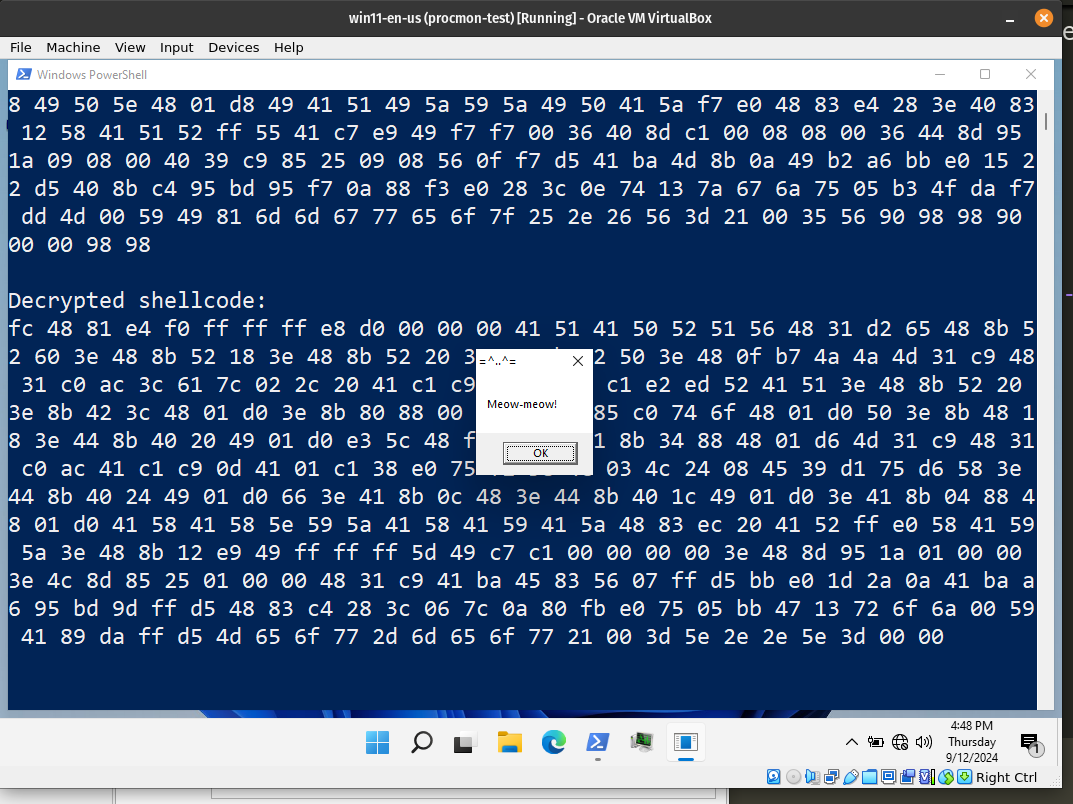 win11-en-us (procmon-test) [Running] - Oracle VM VirtualBox
File Machine View Input Devices Help
Windows PowerShell
8 49 50 5e 48 01 d8 49 41 51 49 5a 59 5a 49 50 41 5a f7 e0 48 83 e4 28 3e 40 83
12 58 41 51 52 ff 55 41 c7 e9 49 f7 f7 00 36 40 8d c1 00 08 08 00 36 44 8d 95
1a 09 08 00 40 39 c9 85 25 09 08 56 0f f7 d5 41 ba 4d 8b 0a 49 b2 a6 bb e0 15 2
2 d5 40 8b c4 95 bd 95 f7 0a 88 f3 e0 28 3c 0e 74 13 7a 67 6a 75 05 b3 4f da f7
dd 4d 00 59 49 81 6d 6d 67 77 65 6f 7f 25 2e 26 56 3d 21 00 35 56 90 98 98 90
00 00 98 98
Decrypted shellcode:
fc 48 81 e4 f0 ff ff ff e8 d0 00 00 00 41 51 41 50 52 51 56 48 31 d2 65 48 8b 5
2 60 3e 48 8b 52 18 3e 48 8b 52 20 3 2 50 3e 48 0f b7 4a 4a 4d 31 c9 48
=^..^=
31 c0 ac 3c 61 7c 02 2c 20 41 c1 c9 c1 e2 ed 52 41 51 3e 48 8b 52 20
3e 8b 42 3c 48 01 d0 3e 8b 80 88 00 85 c0 74 6f 48 01 d0 50 3e 8b 48 1
Meow-meow!
8 3e 44 8b 40 20 49 01 d0 e3 5c 48 f 1 8b 34 88 48 01 d6 4d 31 c9 48 31
OK
c0 ac 41 c1 c9 0d 41 01 c1 38 e0 75 03 4c 24 08 45 39 d1 75 d6 58 3e
44 8b 40 24 49 01 d0 66 3e 41 8b 0c 48 3e 44 8b 40 1c 49 01 d0 3e 41 8b 04 88 4
8 01 d0 41 58 41 58 5e 59 5a 41 58 41 59 41 5a 48 83 ec 20 41 52 ff e0 58 41 59
5a 3e 48 8b 12 e9 49 ff ff ff 5d 49 c7 c1 00 00 00 00 3e 48 8d 95 1a 01 00 00
3e 4c 8d 85 25 01 00 00 48 31 c9 41 ba 45 83 56 07 ff d5 bb e0 1d 2a 0a 41 ba a
6 95 bd 9d ff d5 48 83 c4 28 3c 06 7c 0a 80 fb e0 75 05 bb 47 13 72 6f 6a 00 59
41 89 da ff d5 4d 65 6f 77 2d 6d 65 6f 77 21 00 3d 5e 2e 2e 5e 3d 00 00
4:48 PM
Thursday
9/12/2024
1
Right Ctrl